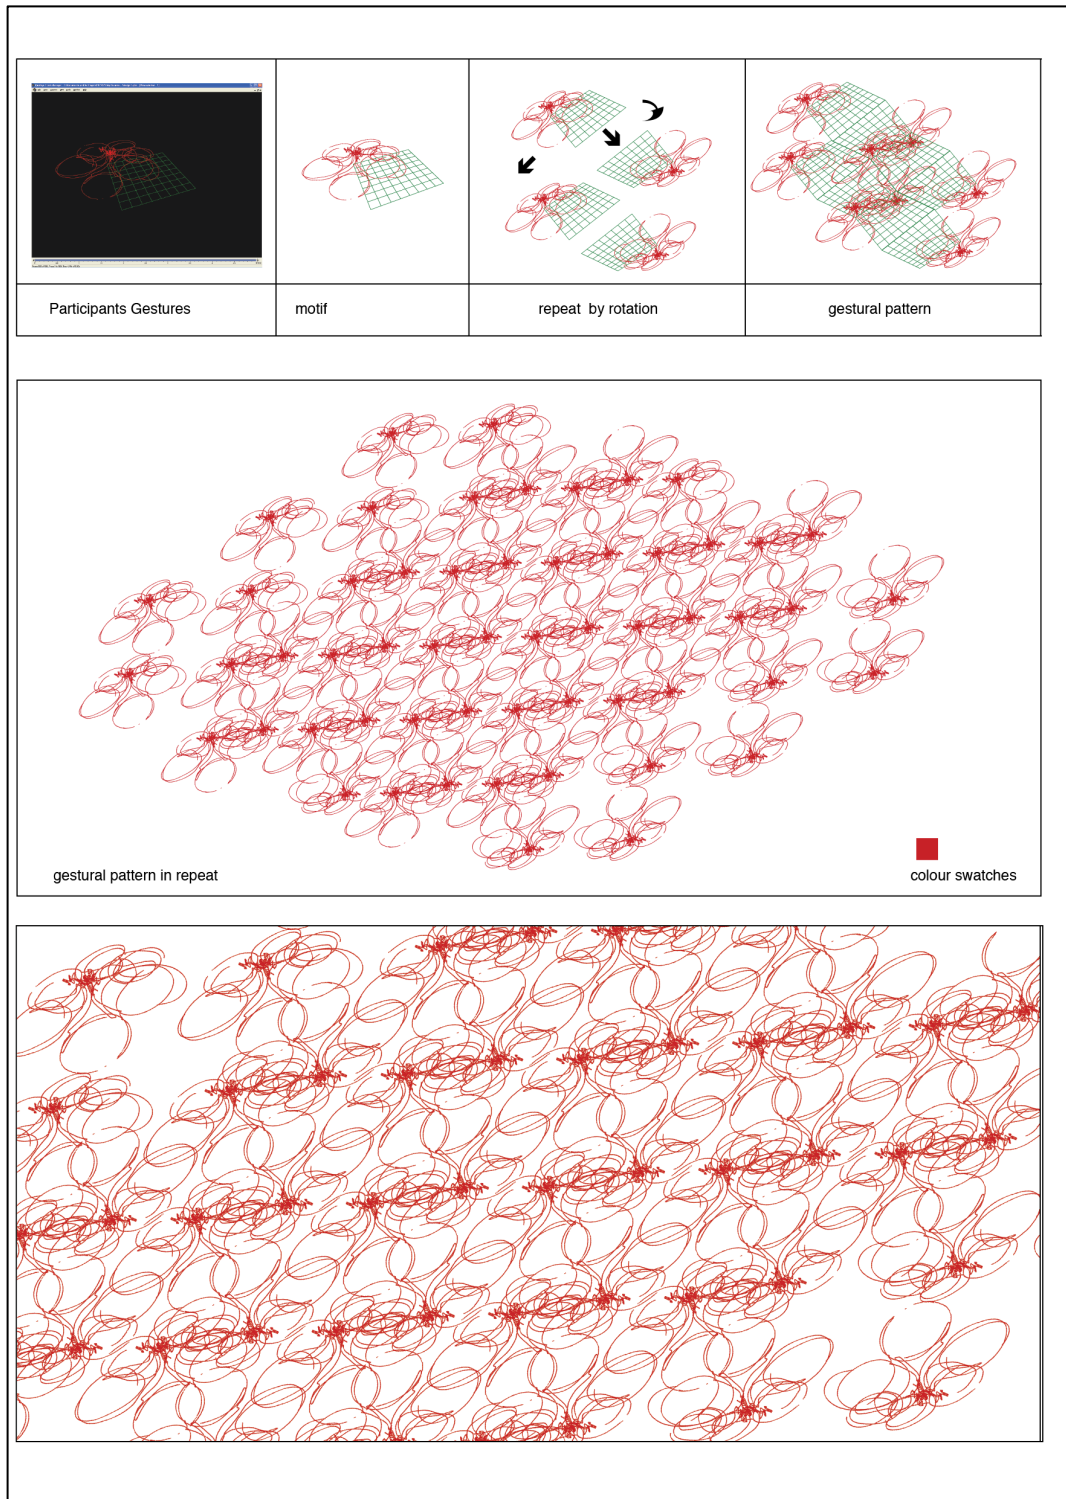 Participants Gestures
motif
repeat by rotation
gestural pattern
gestural pattern in repeat
colour swatches